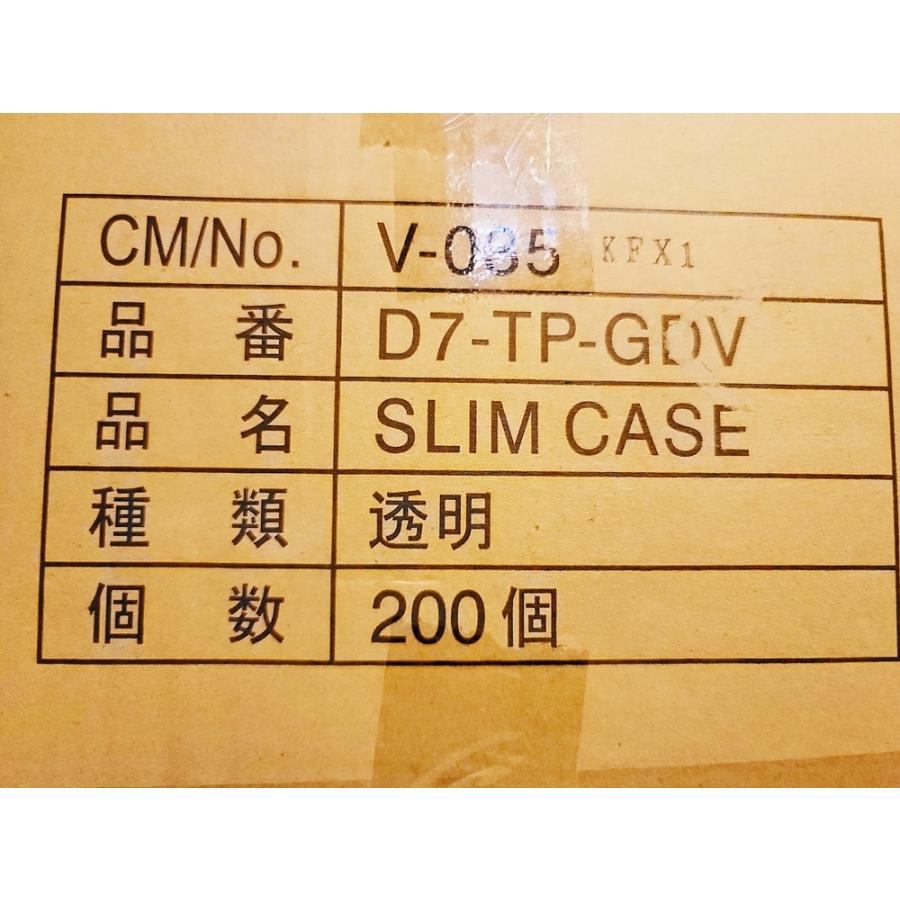 CM/No. V-085 KFX1
品番 D7-TP-GDV
品名 SLIM CASE
種類 透明
個数 200個